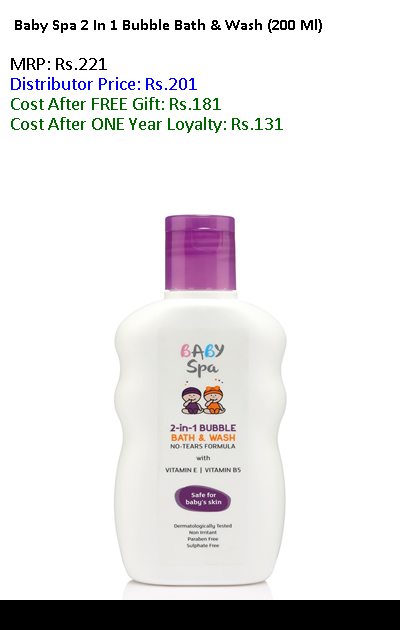 Baby Spa 2 In 1 Bubble Bath & Wash (200 Ml)
MRP: Rs.221
Distributor Price: Rs.201
Cost After FREE Gift: Rs.181
Cost After ONE Year Loyalty: Rs.131
BABY
Spa
2-in-1 BUBBLE
BATH & WASH
NO-TEARS FORMULA
with
VITAMIN E | VITAMIN B5
Safe for
baby's skin
Dermatologically Tested
Non Irritant
Paraben Free
Sulphate Free